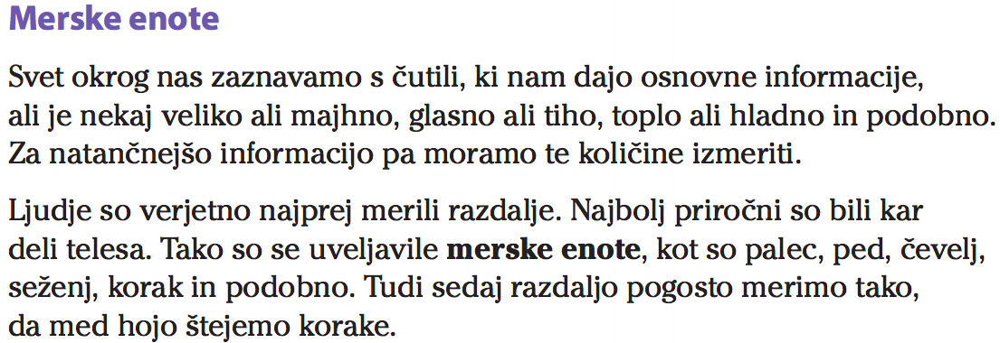 Merske enote
Svet okrog nas zaznavamo s čutili, ki nam dajo osnovne informacije,
ali je nekaj veliko ali majhno, glasno ali tiho, toplo ali hladno in podobno.
Za natančnejšo informacijo pa moramo te količine izmeriti.
Ljudje so verjetno najprej merili razdalje. Najbolj priročni so bili kar
deli telesa. Tako so se uveljavile merske enote, kot so palec, ped, čevelj,
seženj, korak in podobno. Tudi sedaj razdaljo pogosto merimo tako,
da med hojo štejemo korake.